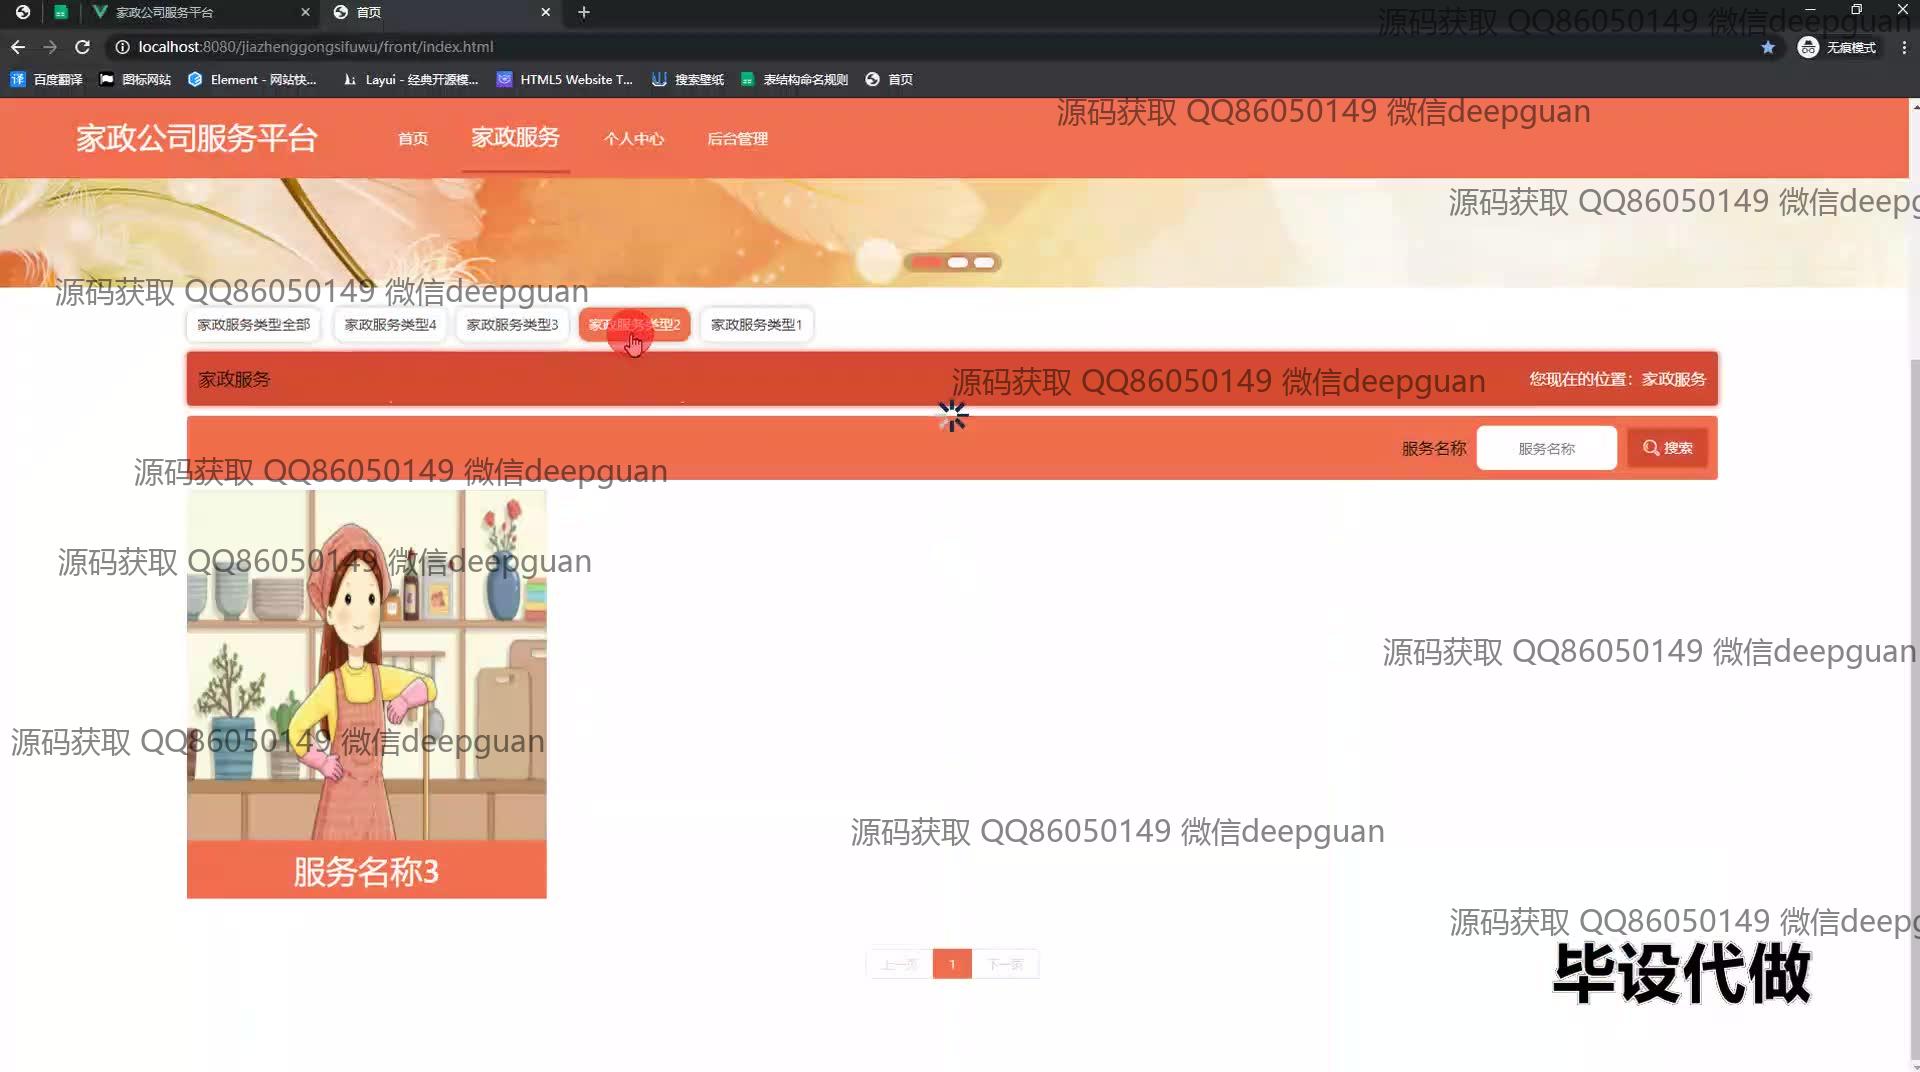 家政公司服务平台
首页
源码获取 QQ86050149 微信deepguan
localhost:8080/jiazhenggongsifuwu/front/index.html
无痕模式
百度翻译
图标网站
Element - 网站快...
Layui - 经典开源模...
HTML5 Website T...
搜索壁纸
表结构命名规则
首页
源码获取 QQ86050149 微信deepguan
家政公司服务平台
首页
家政服务
个人中心
后台管理
源码获取 QQ86050149 微信deepg
源码获取 QQ86050149 微信deepguan
家政服务类型全部
家政服务类型4
家政服务类型3
家政服务类型2
家政服务类型1
家政服务
源码获取 QQ86050149 微信deepguan
您现在的位置：家政服务
服务名称
服务名称
搜索
源码获取 QQ86050149 微信deepguan
源码获取 QQ86050149 微信deepguan
源码获取 QQ86050149 微信deepguan
源码获取 QQ86050149 微信deepguan
源码获取 QQ86050149 微信deepguan
服务名称3
源码获取 QQ86050149 微信deepg
上一页
1
下一页
毕设代做